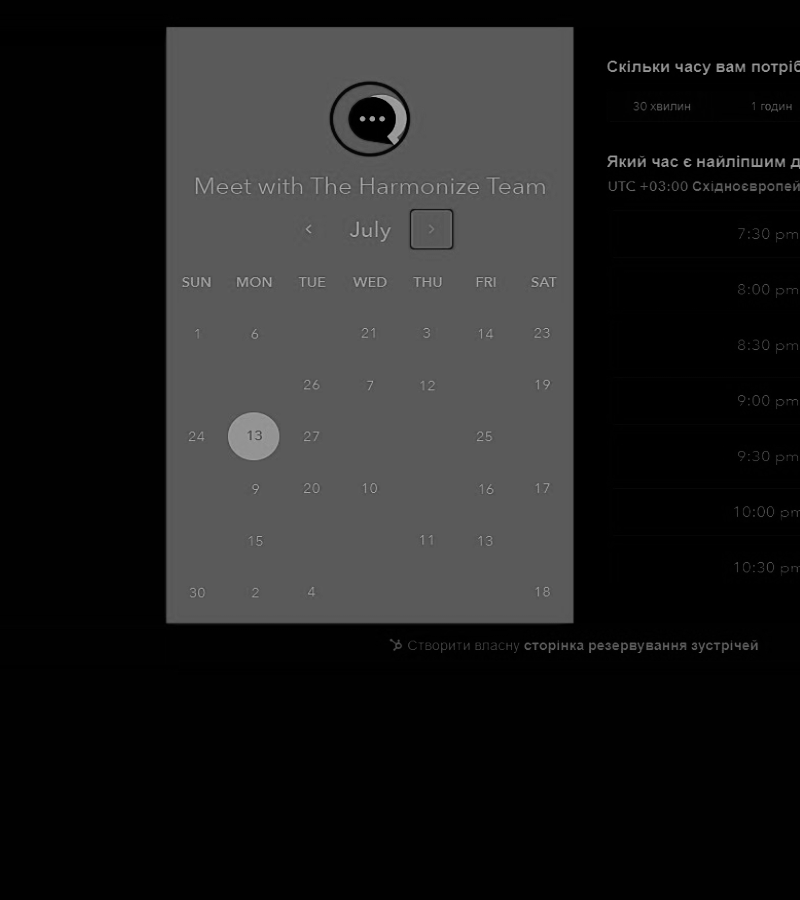 Скільки часу вам потріб
30 хвилин 1 годин
Meet with The Harmonize Team
Який час є найліпшим д
UTC +03:00 Східноєвропей
July
7:30 pm
SUN MON TUE WED THU FRI SAT
8:00 pm
1 6 21 3 14 23
8:30 pm
26 7 12 19
9:00 pm
24 13 27 25
9:30 pm
9 20 10 16 17
10:00 pm
15 11 13
10:30 pm
30 2 4 18
Створити власну сторінка резервування зустрічей